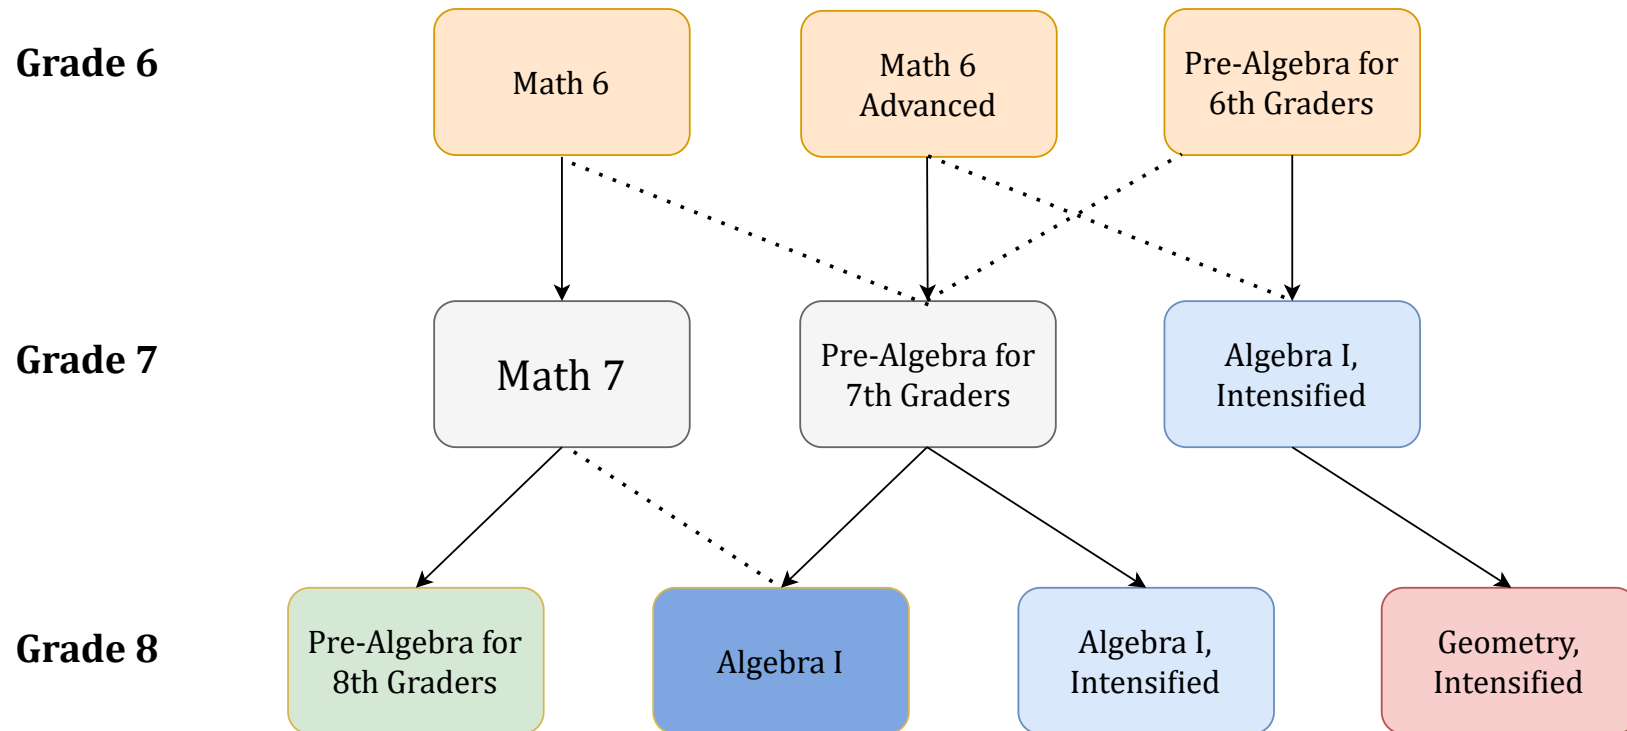 Grade 6
Math 6
Math 6
Advanced
Pre-Algebra for
6th Graders
Grade 7
Math 7
Pre-Algebra for
7th Graders
Algebra I,
Intensified
Grade 8
Pre-Algebra for
8th Graders
Algebra I
Algebra I,
Intensified
Geometry,
Intensified